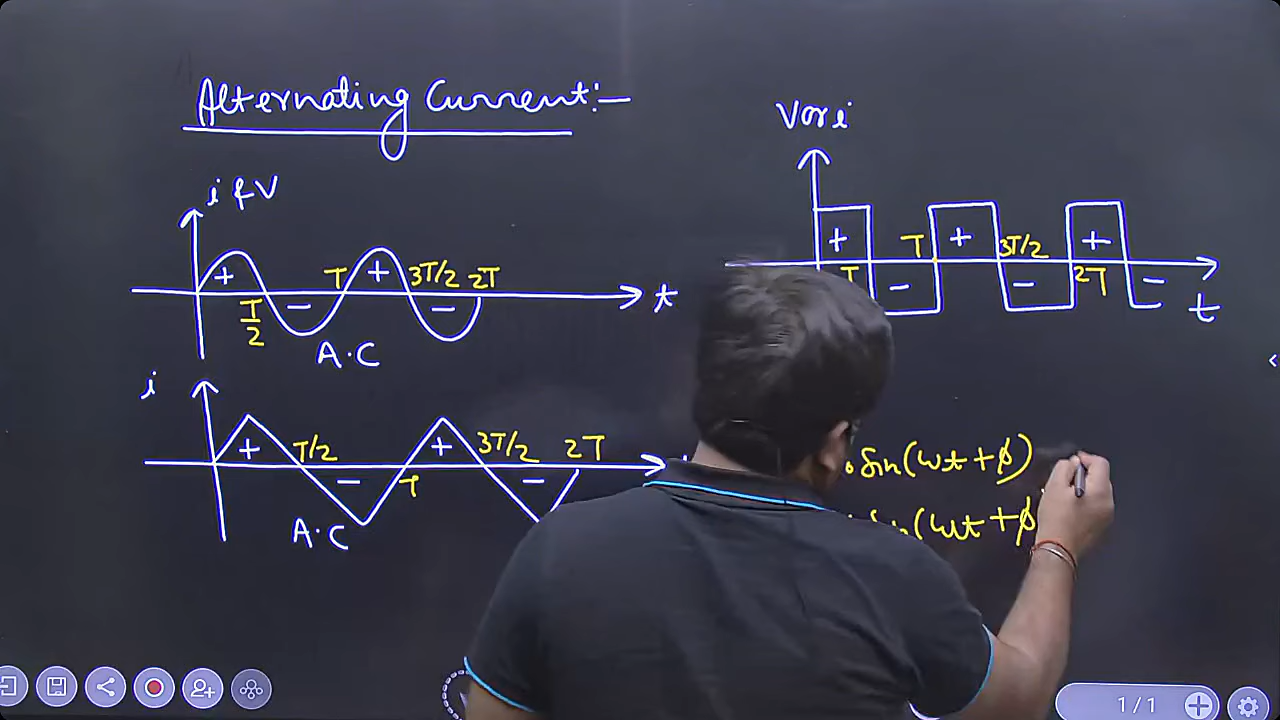 Alternating Current:-
i & V
+
T/2
-
T
+
3T/2
-
2T
t
A.C
i
+
T/2
-
T
+
3T/2
-
2T
A.C
V or i
+
T
-
T
+
3T/2
-
2T
+
-
t
Sin(ωt+ϕ)
(ωt+ϕ
1/1